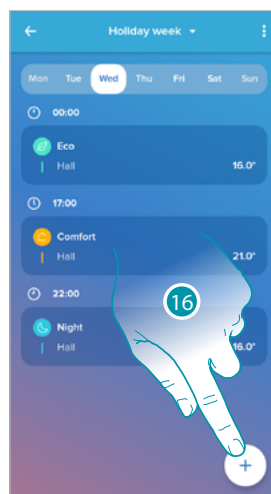 Holiday week
Mon Tue Wed Thu Fri Sat Sun
00:00
Eco
Hall
16.0°
17:00
Comfort
Hall
21.0°
16
22:00
Night
Hall
16.0°
+